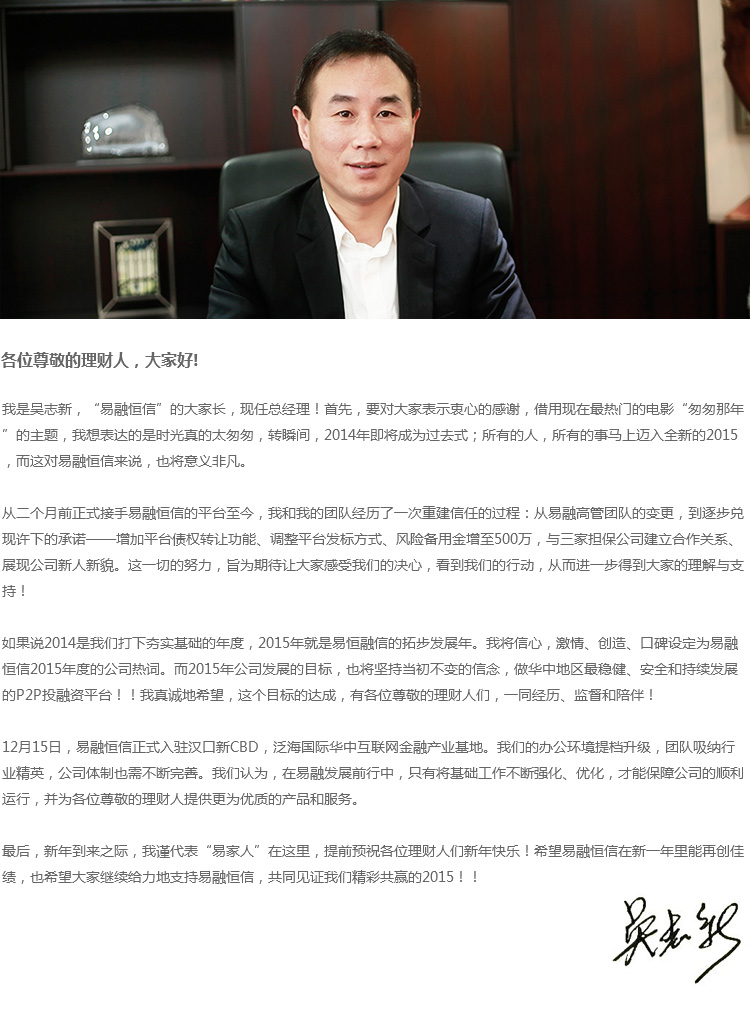 各位尊敬的理财人，大家好!
我是吴志新，“易融恒信”的大家长，现任总经理！首先，要对大家表示衷心的感谢，借用现在最热门的电影“匆匆那年
”的主题，我想表达的是时光真的太匆匆，转瞬间，2014年即将成为过去式；所有的人，所有的事马上迈入全新的2015
，而这对易融恒信来说，也将意义非凡。
从二个月前正式接手易融恒信的平台至今，我和我的团队经历了一次重建信任的过程：从易融高管团队的变更，到逐步兑
现许下的承诺——增加平台债权转让功能、调整平台发标方式、风险备用金增至500万，与三家担保公司建立合作关系、
展现公司新人新貌。这一切的努力，旨为期待让大家感受我们的决心，看到我们的行动，从而进一步得到大家的理解与支
持！
如果说2014是我们打下夯实基础的年度，2015年就是易恒融信的拓步发展年。我将信心，激情、创造、口碑设定为易融
恒信2015年度的公司热词。而2015年公司发展的目标，也将坚持当初不变的信念，做华中地区最稳健、安全和持续发展
的P2P投融资平台！！我真诚地希望，这个目标的达成，有各位尊敬的理财人们，一同经历、监督和陪伴！
12月15日，易融恒信正式入驻汉口新CBD，泛海国际华中互联网金融产业基地。我们的办公环境提档升级，团队吸纳行
业精英，公司体制也需不断完善。我们认为，在易融发展前行中，只有将基础工作不断强化、优化，才能保障公司的顺利
运行，并为各位尊敬的理财人提供更为优质的产品和服务。
最后，新年到来之际，我谨代表“易家人”在这里，提前预祝各位理财人们新年快乐！希望易融恒信在新一年里能再创佳
绩，也希望大家继续给力地支持易融恒信，共同见证我们精彩共赢的2015！！
吴志新